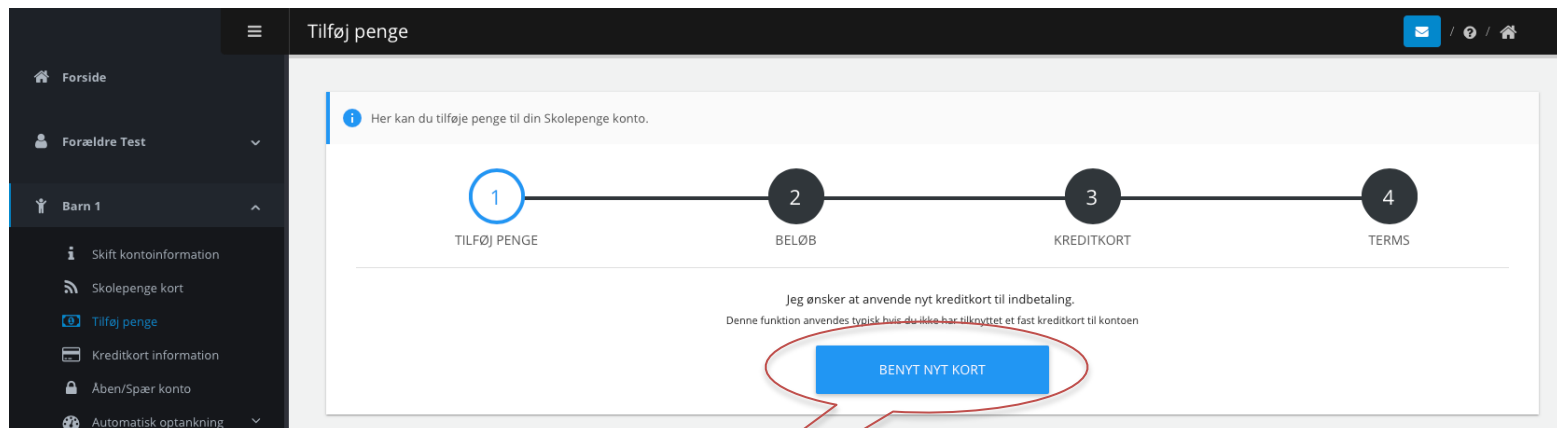 Tilføj penge
/ /
Forside
Forældre Test
Barn 1
Skift kontoinformation
Skolepenge kort
Tilføj penge
Kreditkort information
Åben/Spær konto
Automatisk optankning
Her kan du tilføje penge til din Skolepenge konto.
1 2 3 4
TILFØJ PENGE BELØB KREDITKORT TERMS
Jeg ønsker at anvende nyt kreditkort til indbetaling.
Denne funktion anvendes typisk hvis du ikke har tilknyttet et fast kreditkort til kontoen
BENYT NYT KORT